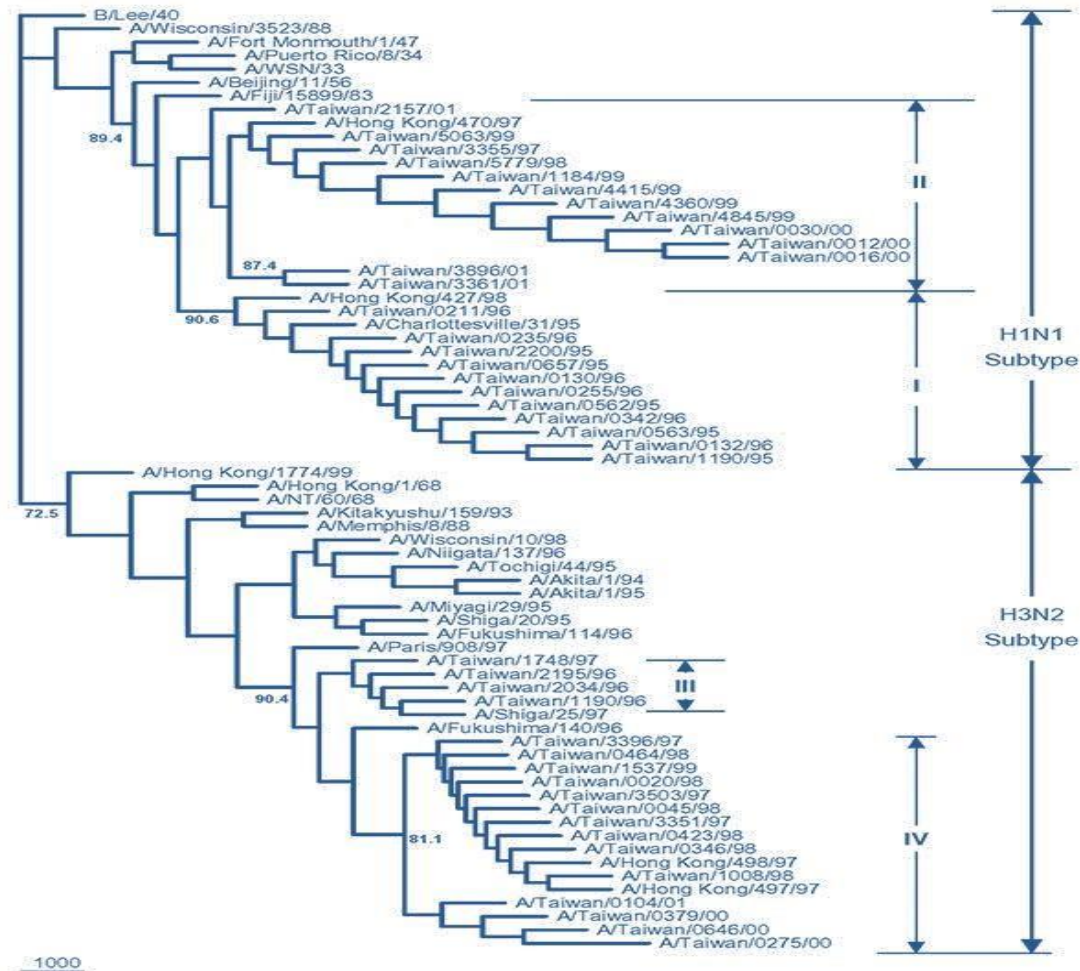 B/Lee/40
A/Wisconsin/3523/88
A/Fort Monmouth/1/47
A/Puerto Rico/8/34
A/WSN/33
A/Beijing/11/56
A/Fiji/15899/83
A/Taiwan/2157/01
A/Hong Kong/470/97
89.4
A/Taiwan/5063/99
A/Taiwan/3355/97
A/Taiwan/5779/98
A/Taiwan/1184/99
II
A/Taiwan/4415/99
A/Taiwan/4360/99
A/Taiwan/4845/99
A/Taiwan/0030/00
A/Taiwan/0012/00
A/Taiwan/0016/00
87.4
A/Taiwan/3896/01
A/Taiwan/3361/01
A/Hong Kong/427/98
90.6
A/Taiwan/0211/96
A/Charlottesville/31/95
A/Taiwan/0235/96
H1N1
Subtype
A/Taiwan/2200/95
A/Taiwan/0657/95
A/Taiwan/0130/96
I
A/Taiwan/0255/96
A/Taiwan/0562/95
A/Taiwan/0342/96
A/Taiwan/0563/95
A/Taiwan/0132/96
A/Taiwan/1190/95
A/Hong Kong/1774/99
A/Hong Kong/1/68
A/NT/60/68
72.5
A/Kitakyushu/159/93
A/Memphis/8/88
A/Wisconsin/10/98
A/Niigata/137/96
A/Tochigi/44/95
A/Akita/1/94
A/Akita/1/95
A/Miyagi/29/95
A/Shiga/20/95
A/Fukushima/114/96
H3N2
Subtype
A/Paris/908/97
A/Taiwan/1748/97
A/Taiwan/2195/96
A/Taiwan/2034/96
III
90.4
A/Taiwan/1190/96
A/Shiga/25/97
A/Fukushima/140/96
A/Taiwan/3396/97
A/Taiwan/0464/98
A/Taiwan/1537/99
A/Taiwan/0020/98
A/Taiwan/3503/97
A/Taiwan/0045/98
A/Taiwan/3351/97
81.1
A/Taiwan/0423/98
IV
A/Taiwan/0346/98
A/Hong Kong/498/97
A/Taiwan/1008/98
A/Hong Kong/497/97
A/Taiwan/0104/01
A/Taiwan/0379/00
A/Taiwan/0646/00
A/Taiwan/0275/00
1000